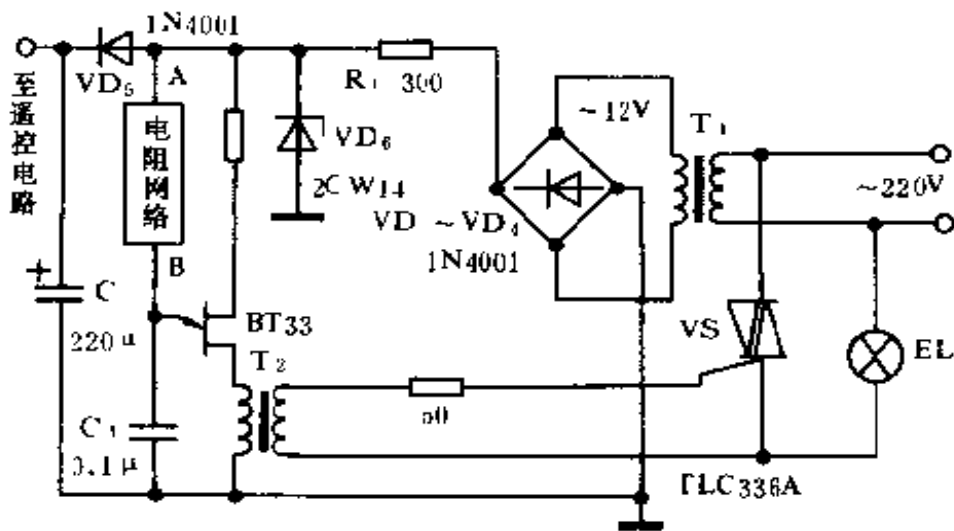 1N4001
VD5
A
至遥控电路
电阻网络
B
R1 300
VD6
2CW14
~12V
T1
~220V
VD ~VD4
1N4001
C
220μ
BT33
T2
VS
EL
50
C1
0.1μ
TLC336A